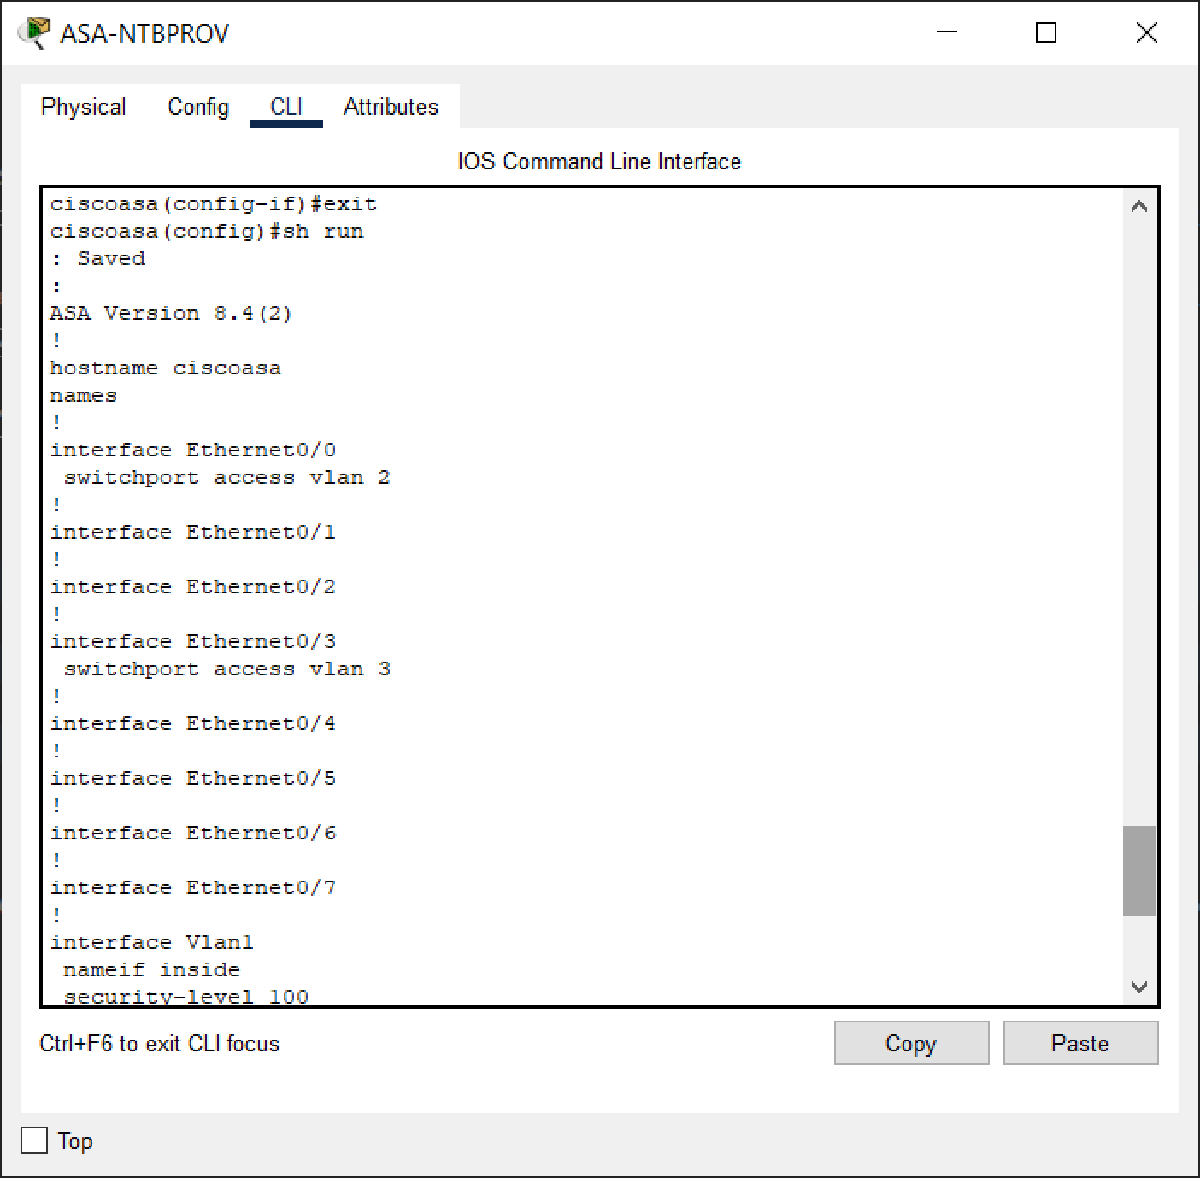 ASA-NTBPROV
Physical Config CLI Attributes
IOS Command Line Interface
ciscoasa(config-if)#exit
ciscoasa(config)#sh run
: Saved
:
ASA Version 8.4(2)
!
hostname ciscoasa
names
!
interface Ethernet0/0
 switchport access vlan 2
!
interface Ethernet0/1
!
interface Ethernet0/2
!
interface Ethernet0/3
 switchport access vlan 3
!
interface Ethernet0/4
!
interface Ethernet0/5
!
interface Ethernet0/6
!
interface Ethernet0/7
!
interface Vlan1
 nameif inside
 security-level 100
Ctrl+F6 to exit CLI focus
Copy Paste
Top